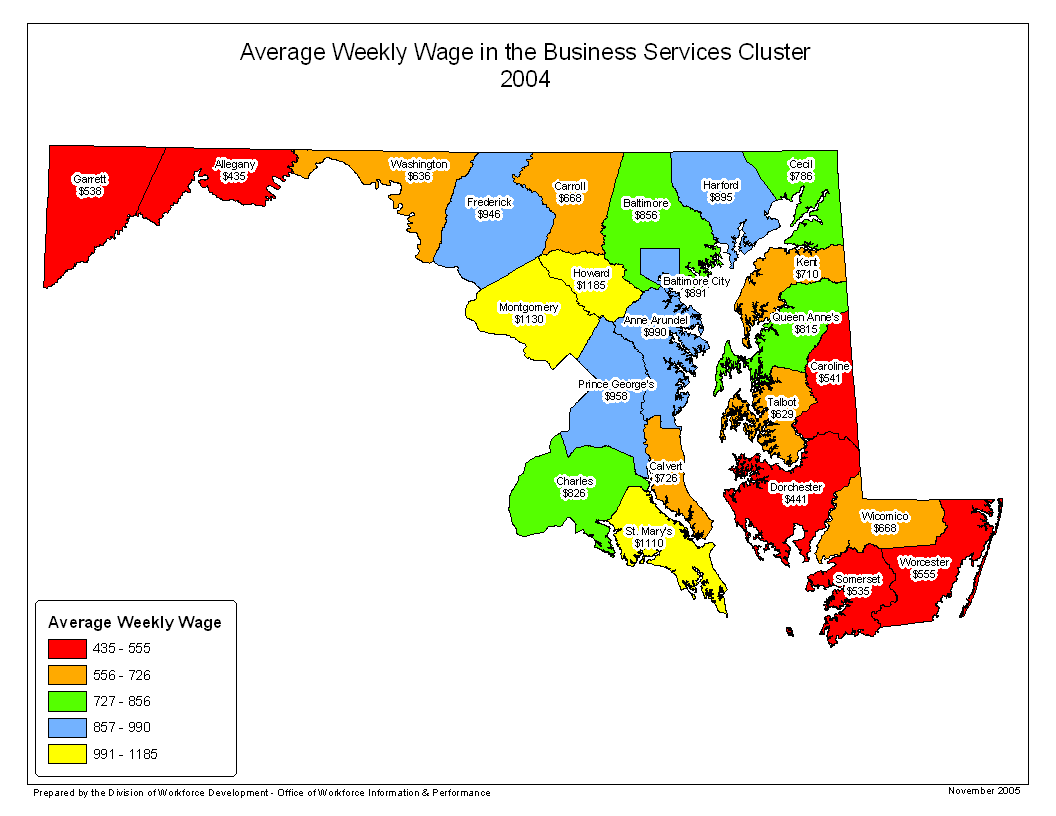 Average Weekly Wage in the Business Services Cluster
2004
Garrett
$538
Allegany
$435
Washington
$636
Frederick
$946
Carroll
$668
Baltimore
$856
Harford
$895
Cecil
$786
Kent
$710
Howard
$1185
Baltimore City
$891
Montgomery
$1130
Anne Arundel
$990
Queen Anne's
$815
Caroline
$541
Prince George's
$958
Talbot
$629
Calvert
$726
Charles
$826
Dorchester
$441
St. Mary's
$1110
Wicomico
$668
Worcester
$555
Somerset
$535
Average Weekly Wage
435 - 555
556 - 726
727 - 856
857 - 990
991 - 1185
Prepared by the Division of Workforce Development - Office of Workforce Information & Performance
November 2005